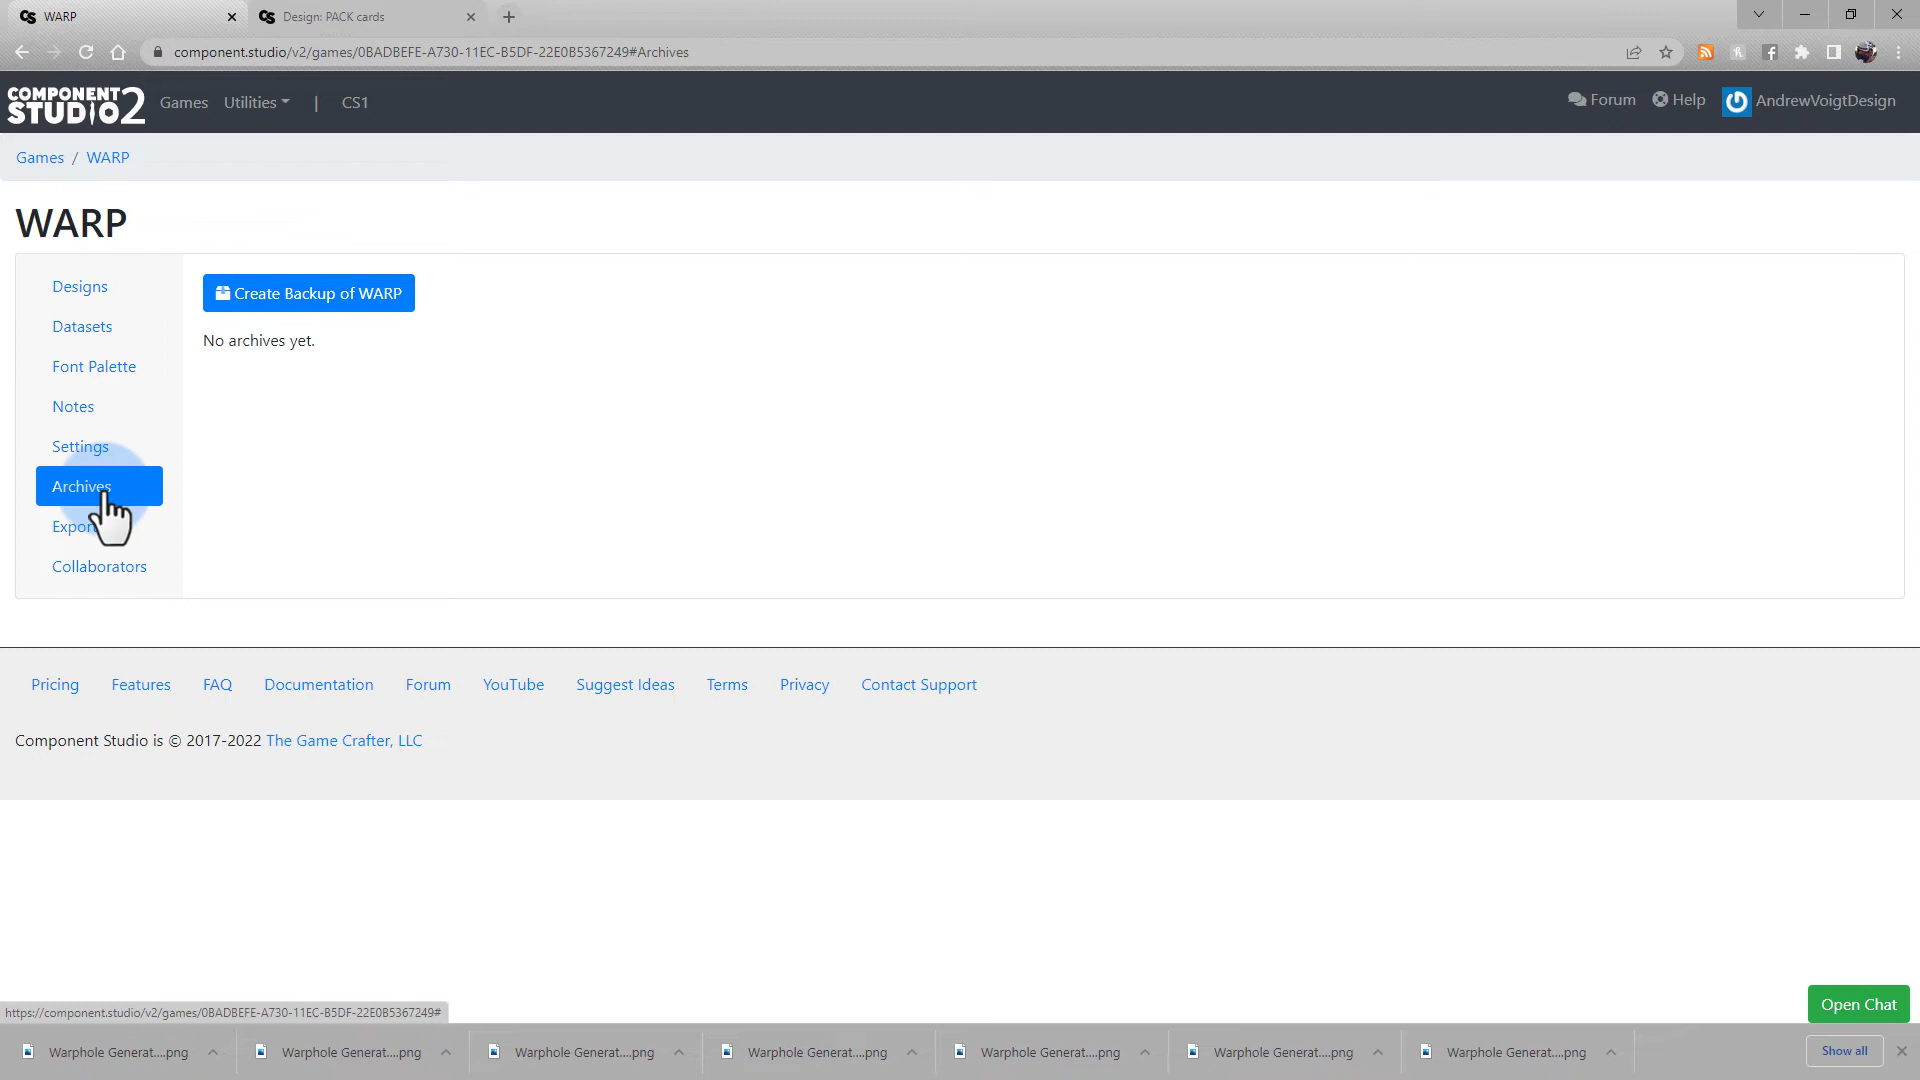 WARP
Design: PACK cards
component.studio/v2/games/0BADBEFE-A730-11EC-B5DF-22E0B5367249#Archives
COMPONENT STUDIO2
Games Utilities | CS1
Forum Help AndrewVoigtDesign
Games / WARP
WARP
Designs
Datasets
Font Palette
Notes
Settings
Archives
Collaborators
Create Backup of WARP
No archives yet.
Pricing Features FAQ Documentation Forum YouTube Suggest Ideas Terms Privacy Contact Support
Component Studio is © 2017-2022 The Game Crafter, LLC
Open Chat
https://component.studio/v2/games/0BADBEFE-A730-11EC-B5DF-22E0B5367249#
Warphole Generat....png Warphole Generat....png Warphole Generat....png Warphole Generat....png Warphole Generat....png Warphole Generat....png Warphole Generat....png Show all